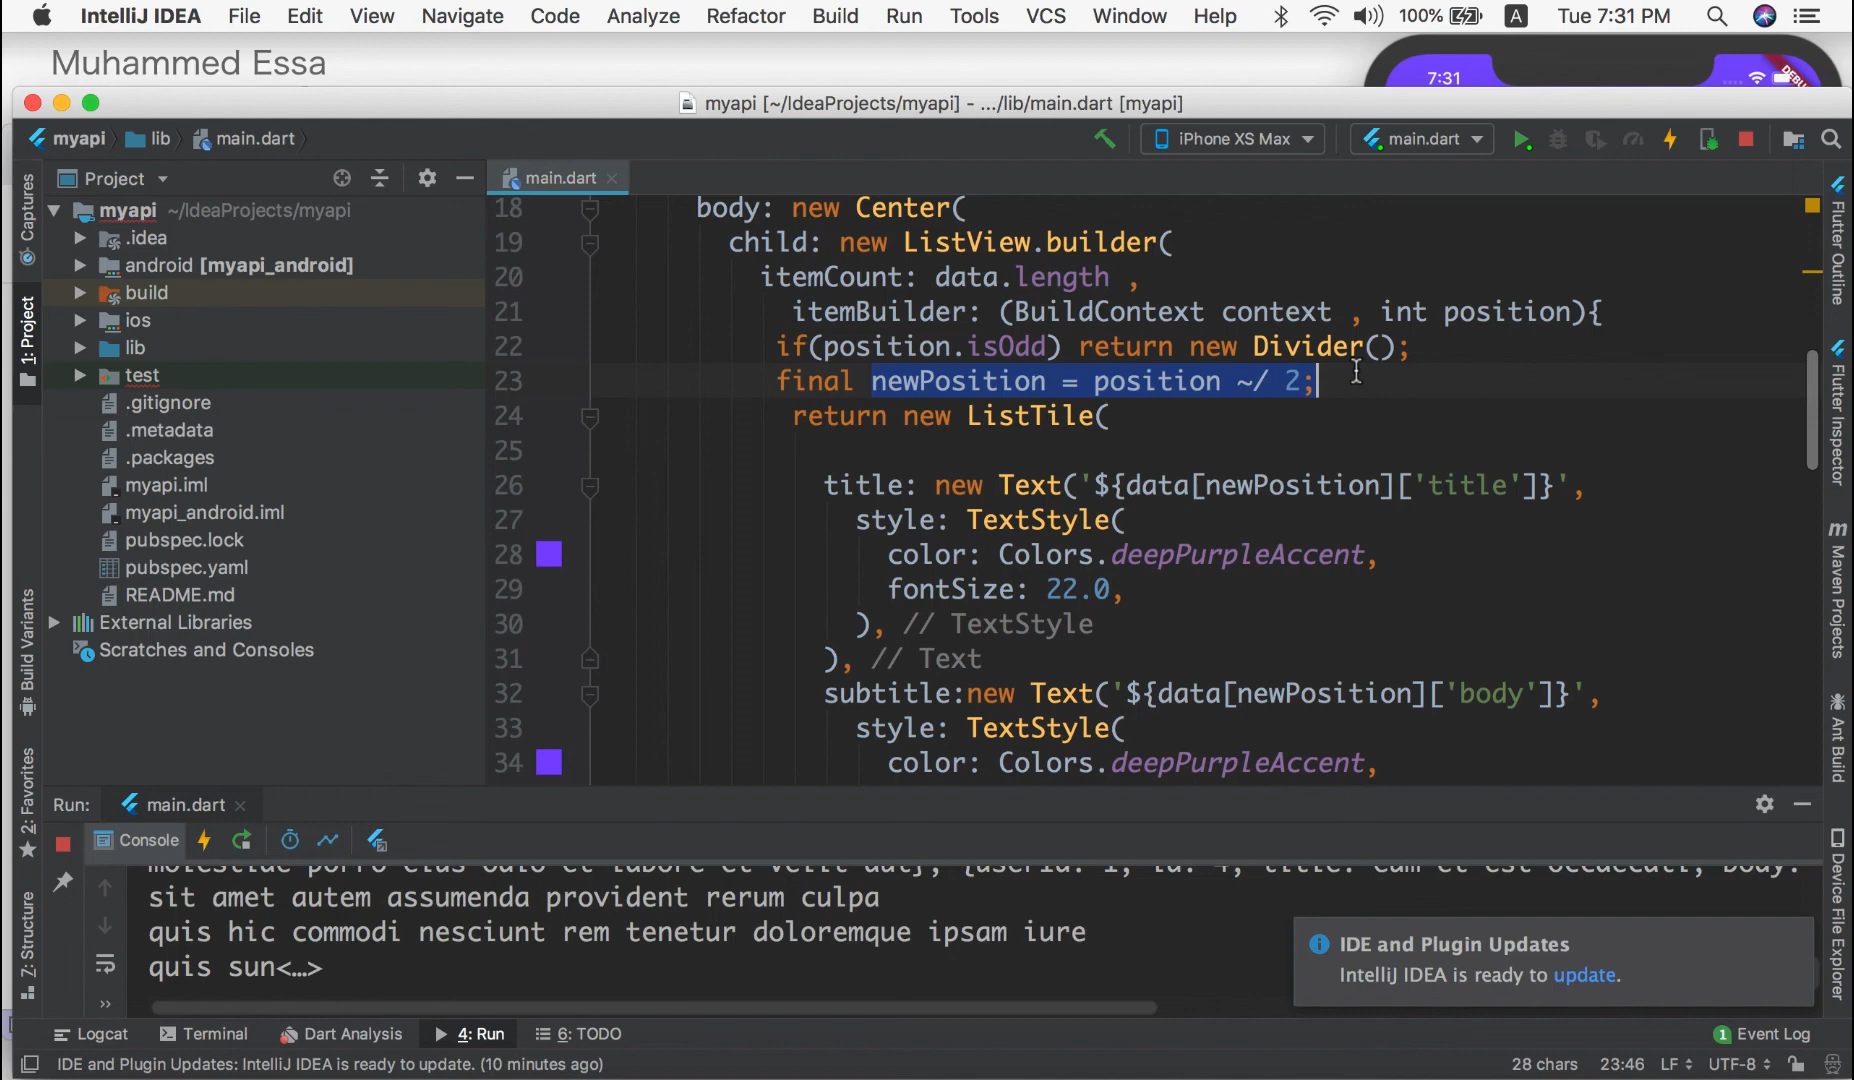 IntelliJ IDEA File Edit View Navigate Code Analyze Refactor Build Run Tools VCS Window Help 100% A Tue 7:31 PM
Muhammed Essa
7:31
DEBUG
myapi [~/IdeaProjects/myapi] - .../lib/main.dart [myapi]
myapi lib main.dart iPhone XS Max main.dart
Project
main.dart
myapi ~/IdeaProjects/myapi
.idea
android [myapi_android]
build
ios
lib
test
.gitignore
.metadata
.packages
myapi.iml
myapi_android.iml
pubspec.lock
pubspec.yaml
README.md
External Libraries
Scratches and Consoles
Captures
1: Project
Build Variants
2: Favorites
7: Structure
18 body: new Center(
19 child: new ListView.builder(
20 itemCount: data.length ,
21 itemBuilder: (BuildContext context , int position){
22 if(position.isOdd) return new Divider();
23 final newPosition = position ~/ 2;
24 return new ListTile(
25
26 title: new Text('${data[newPosition]['title']}',
27 style: TextStyle(
28 color: Colors.deepPurpleAccent,
29 fontSize: 22.0,
30 ), // TextStyle
31 ), // Text
32 subtitle:new Text('${data[newPosition]['body']}',
33 style: TextStyle(
34 color: Colors.deepPurpleAccent,
Flutter Outline
Flutter Inspector
m Maven Projects
Ant Build
Device File Explorer
Run: main.dart
Console
sit amet autem assumenda provident rerum culpa
quis hic commodi nesciunt rem tenetur doloremque ipsam iure
quis sun<…>
IDE and Plugin Updates
IntelliJ IDEA is ready to update.
Logcat Terminal Dart Analysis 4: Run 6: TODO 1 Event Log
IDE and Plugin Updates: IntelliJ IDEA is ready to update. (10 minutes ago) 28 chars 23:46 LF UTF-8